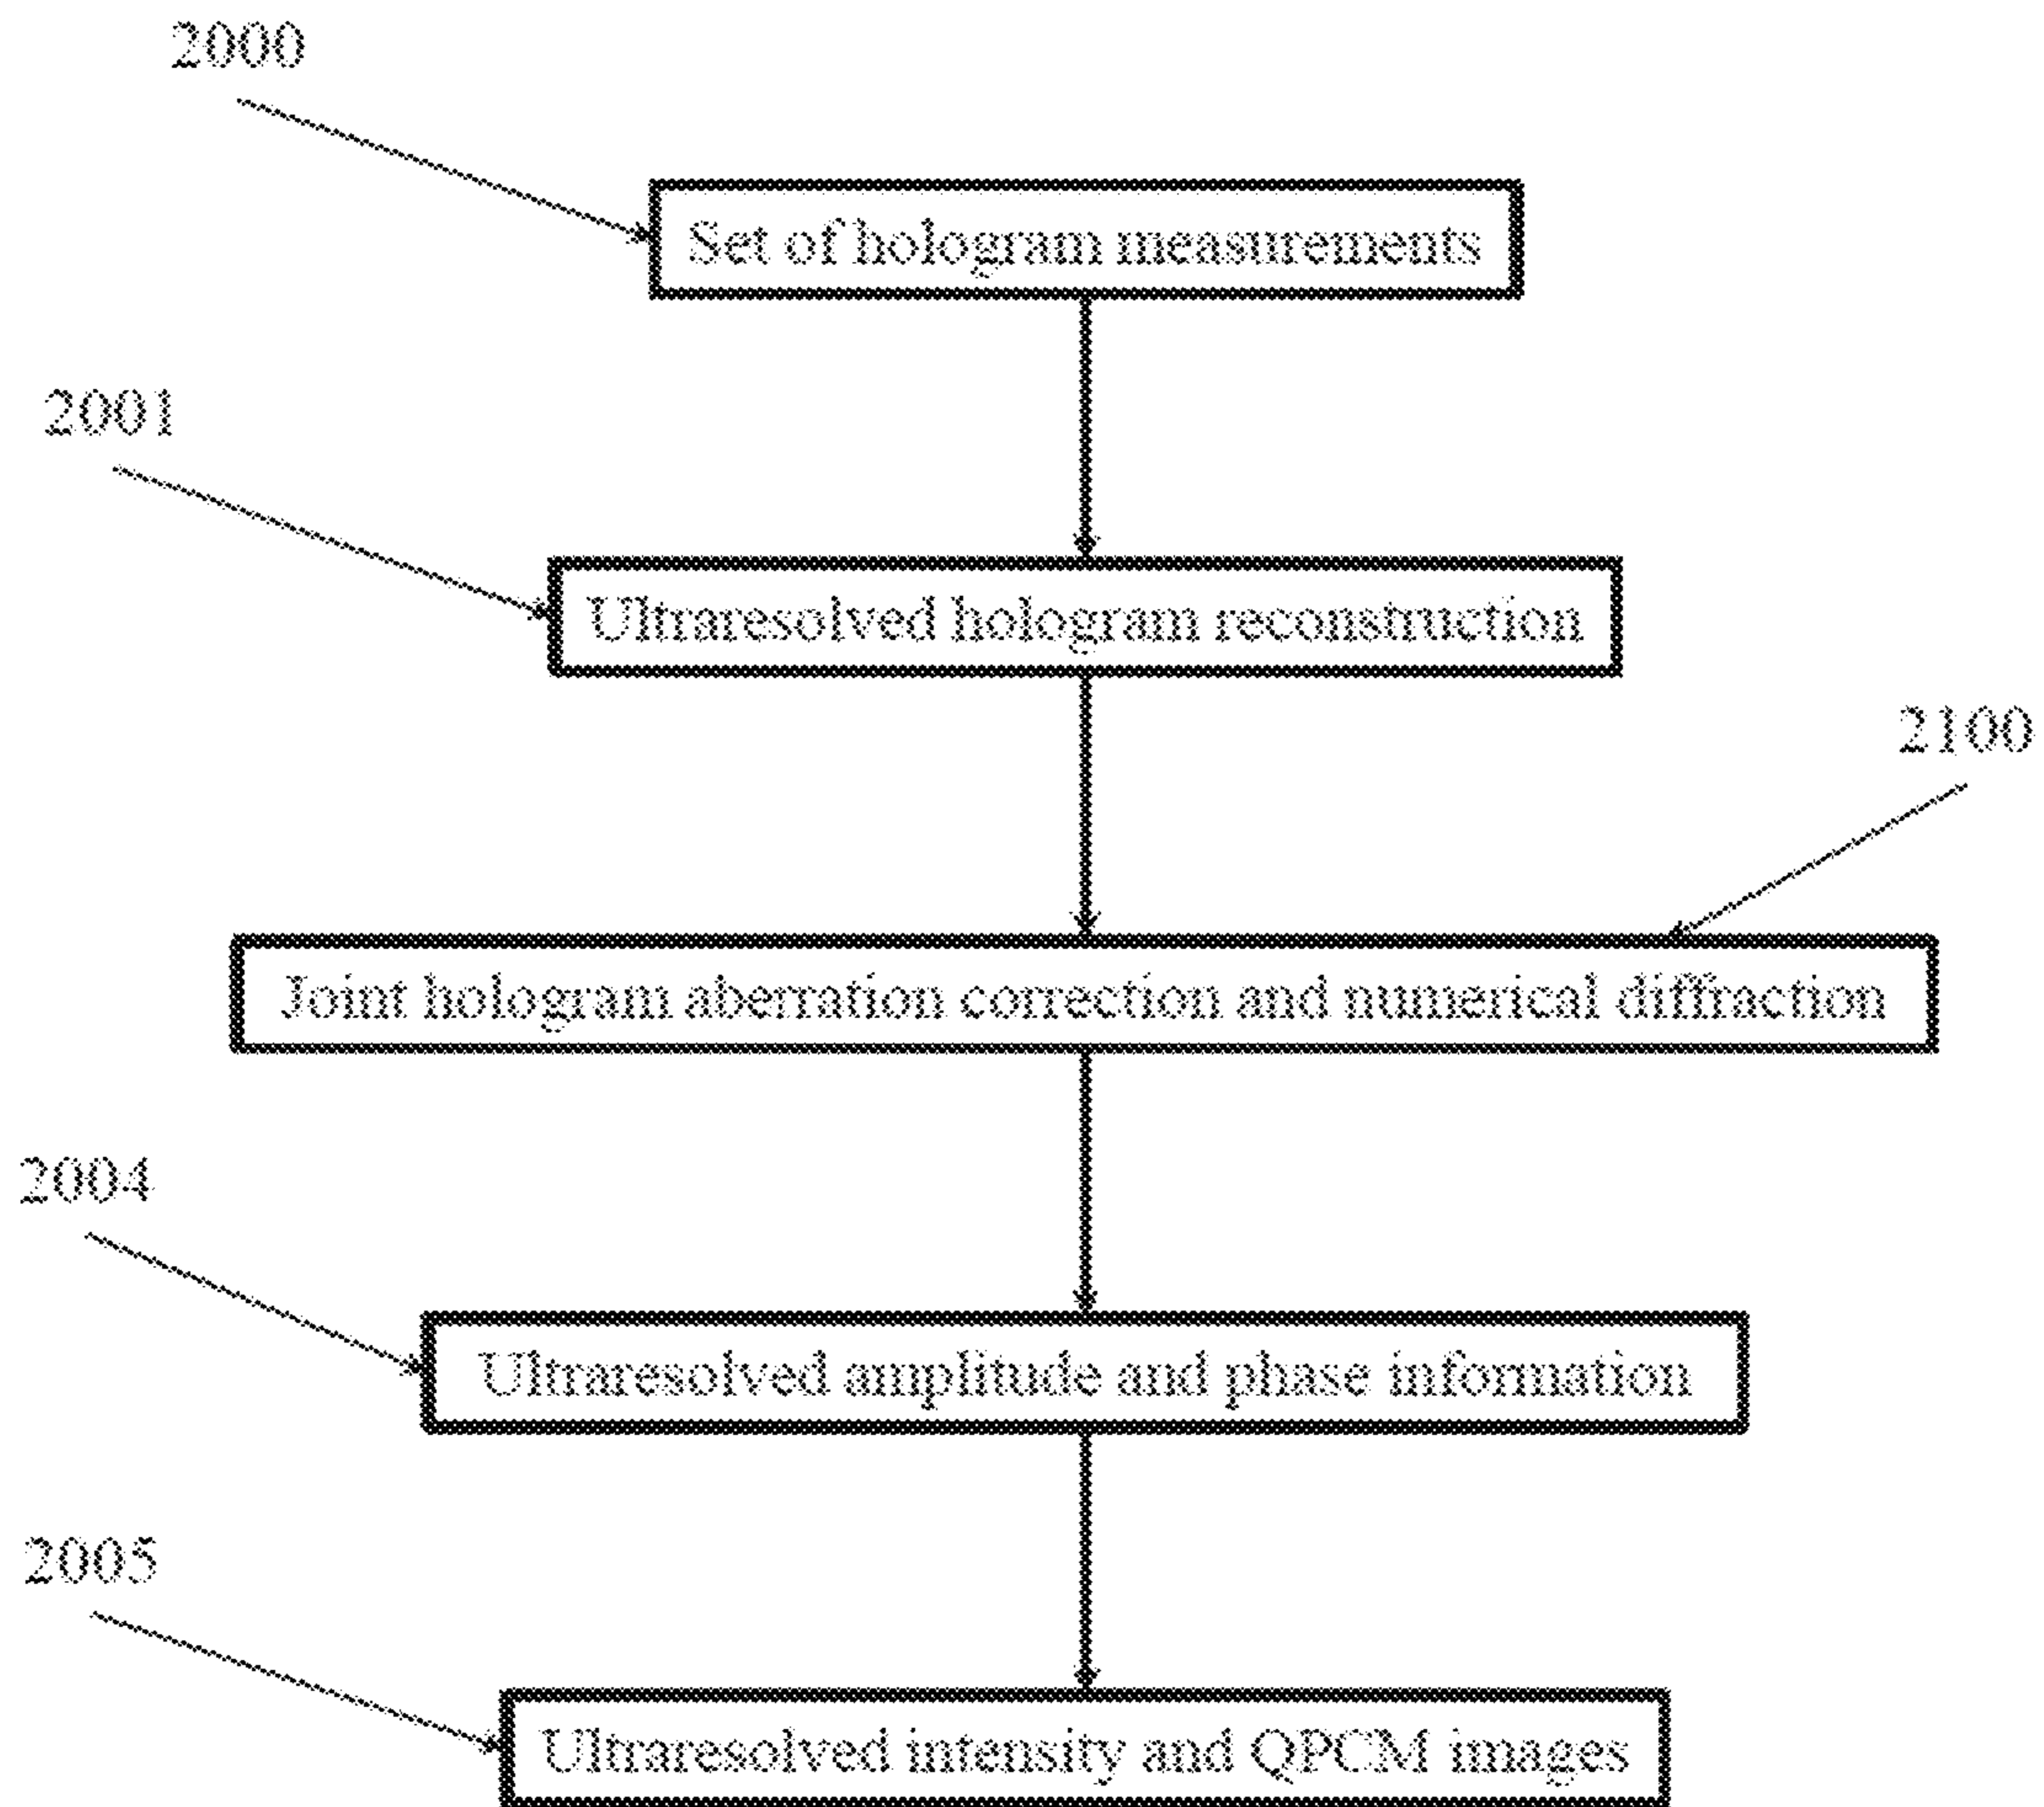 2000
Set of hologram measurements
2001
Ultraresolved hologram reconstruction
2100
Joint hologram aberration correction and numerical diffraction
2004
Ultraresolved amplitude and phase information
2005
Ultraresolved intensity and QPCM images